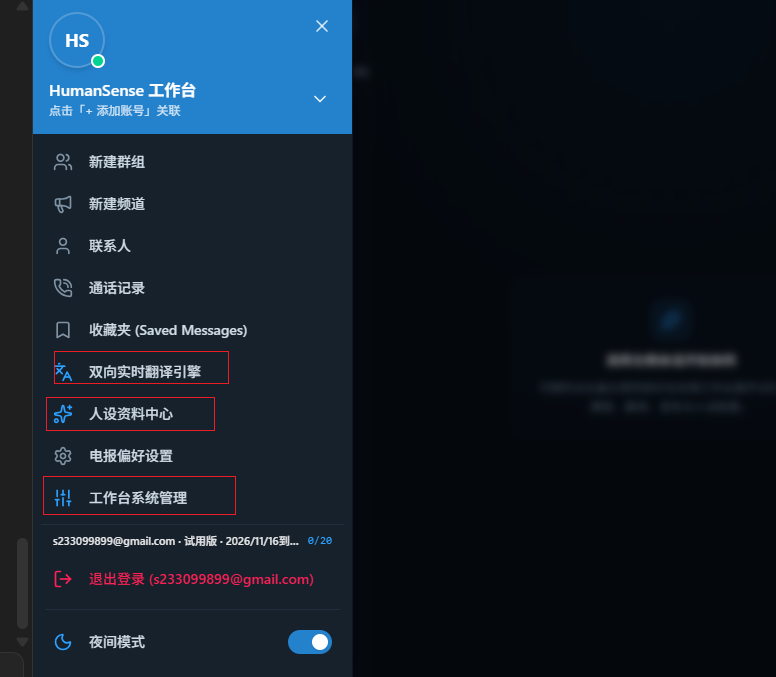 HS
HumanSense 工作台
点击「+ 添加账号」关联
新建群组
新建频道
联系人
通话记录
收藏夹 (Saved Messages)
双向实时翻译引擎
人设资料中心
电报偏好设置
工作台系统管理
s233099899@gmail.com · 试用版 · 2026/11/16到... 0/20
退出登录 (s233099899@gmail.com)
夜间模式